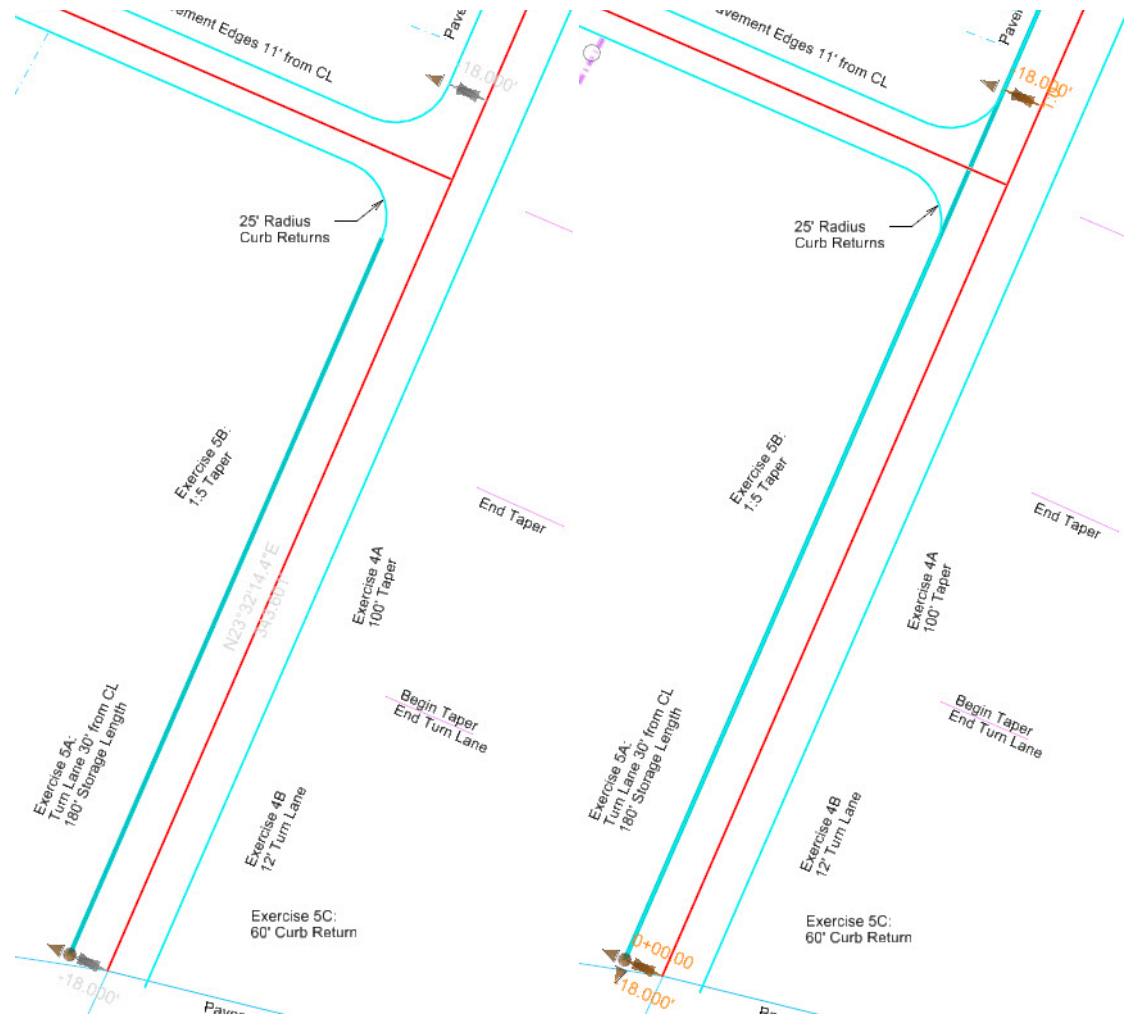 avement Edges 11' from CL
Pave
18.000'
25' Radius
Curb Returns
Exercise 5B:
1:5 Taper
End Taper
N23°32'14.4"E
343.601'
Exercise 4A
100' Taper
Begin Taper
End Turn Lane
Exercise 5A:
Turn Lane 30' from CL
180' Storage Length
Exercise 4B
12' Turn Lane
Exercise 5C:
60' Curb Return
-18.000'
Pave
avement Edges 11' from CL
Paver
18.000'
25' Radius
Curb Returns
Exercise 5B:
1:5 Taper
End Taper
Exercise 4A
100' Taper
Begin Taper
End Turn Lane
Exercise 5A:
Turn Lane 30' from CL
180' Storage Length
Exercise 4B
12' Turn Lane
Exercise 5C:
60' Curb Return
0+00.00
-18.000'